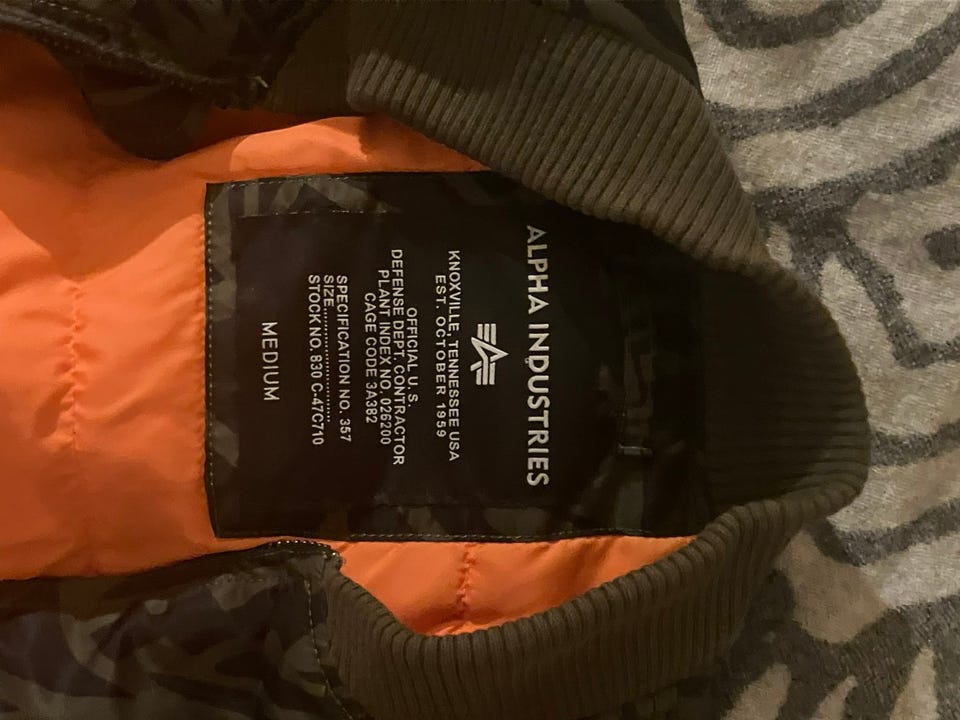 ALPHA INDUSTRIES
KNOXVILLE, TENNESSEE USA
EST. OCTOBER 1959
OFFICIAL U.S.
DEFENSE DEPT. CONTRACTOR
PLANT INDEX NO. 026200
CAGE CODE 3A382
SPECIFICATION NO. 357
SIZE......................
STOCK NO. 830 C-47C710
MEDIUM